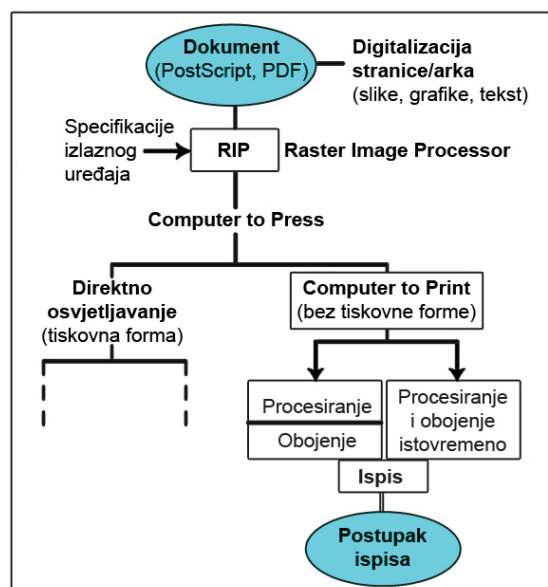 Dokument
(PostScript, PDF)
Digitalizacija
stranice/arka
(slike, grafike, tekst)
Specifikacije
izlaznog
uređaja
RIP
Raster Image Processor
Computer to Press
Direktno
osvjetljavanje
(tiskovna forma)
Computer to Print
(bez tiskovne forme)
Procesiranje
Obojenje
Procesiranje
i obojenje
istovremeno
Ispis
Postupak
ispisa